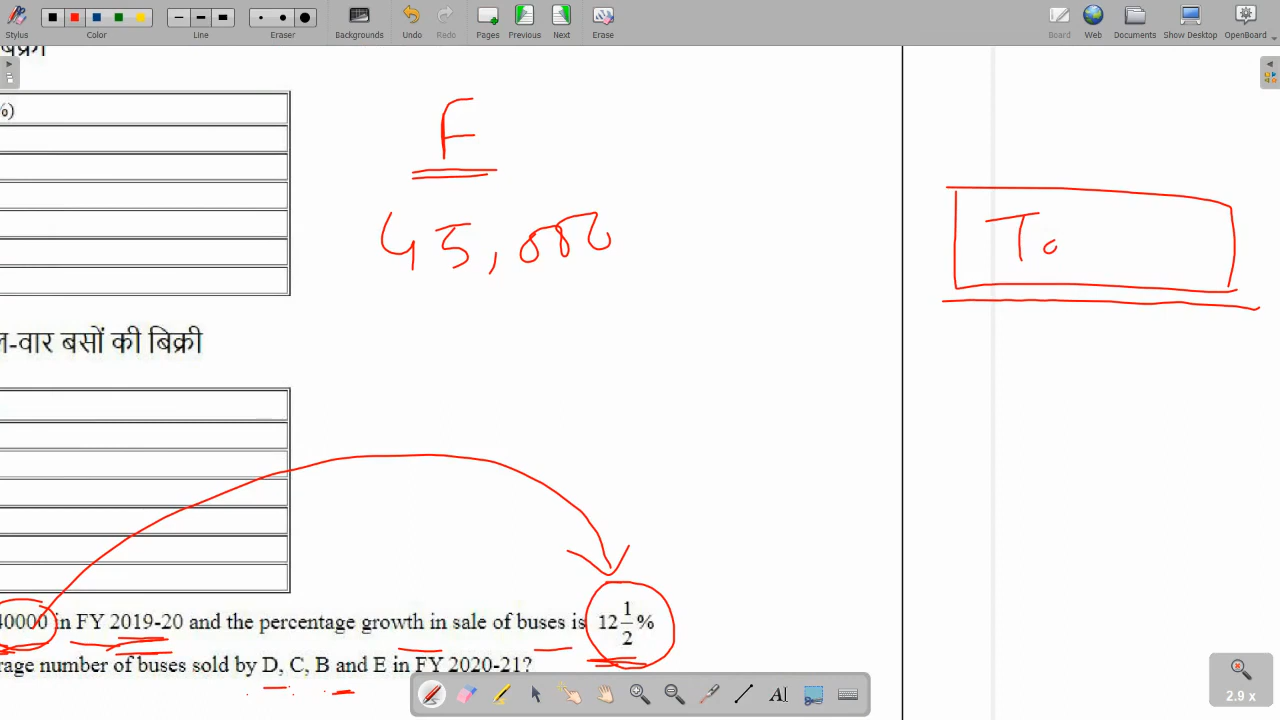 Stylus Color Line Eraser Backgrounds Undo Redo Pages Previous Next Erase Board Web Documents Show Desktop OpenBoard
बिक्री
%)
F
45,000
To
ल-वार बसों की बिक्री
40000 in FY 2019-20 and the percentage growth in sale of buses is 12 1/2 %
rage number of buses sold by D, C, B and E in FY 2020-21?
2.9 x